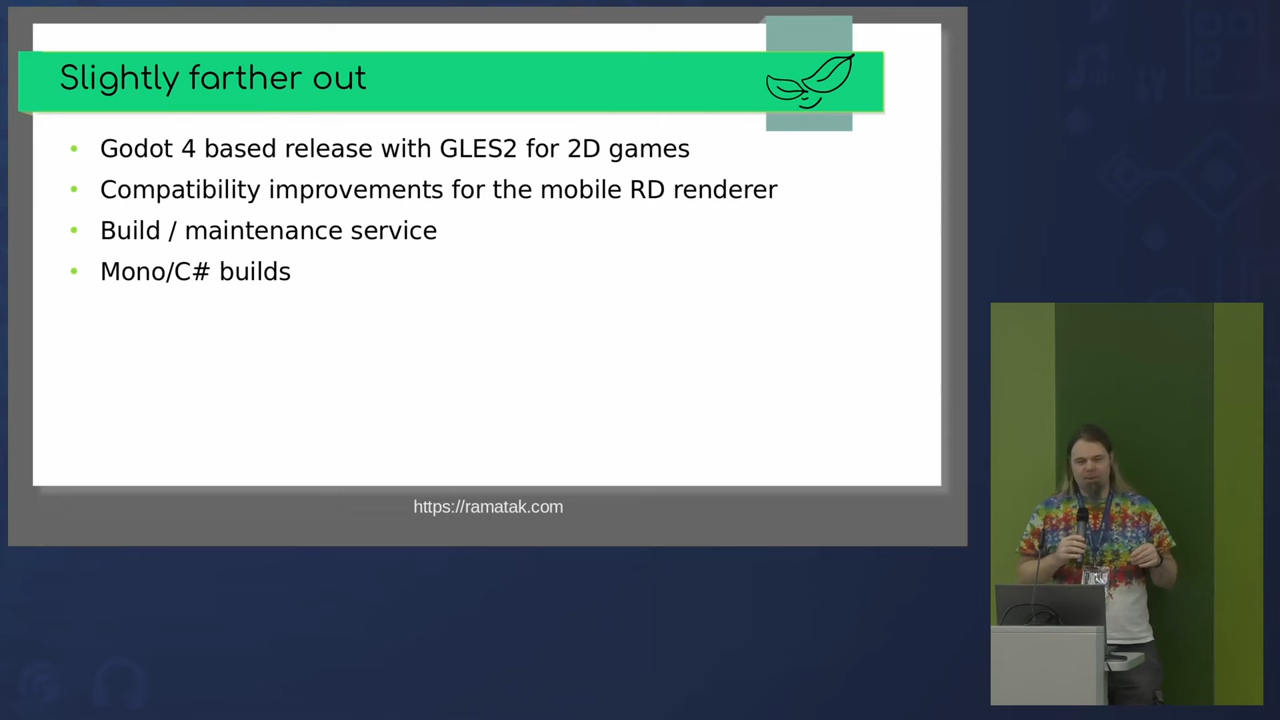 Slightly farther out
Godot 4 based release with GLES2 for 2D games
Compatibility improvements for the mobile RD renderer
Build / maintenance service
Mono/C# builds
https://ramatak.com